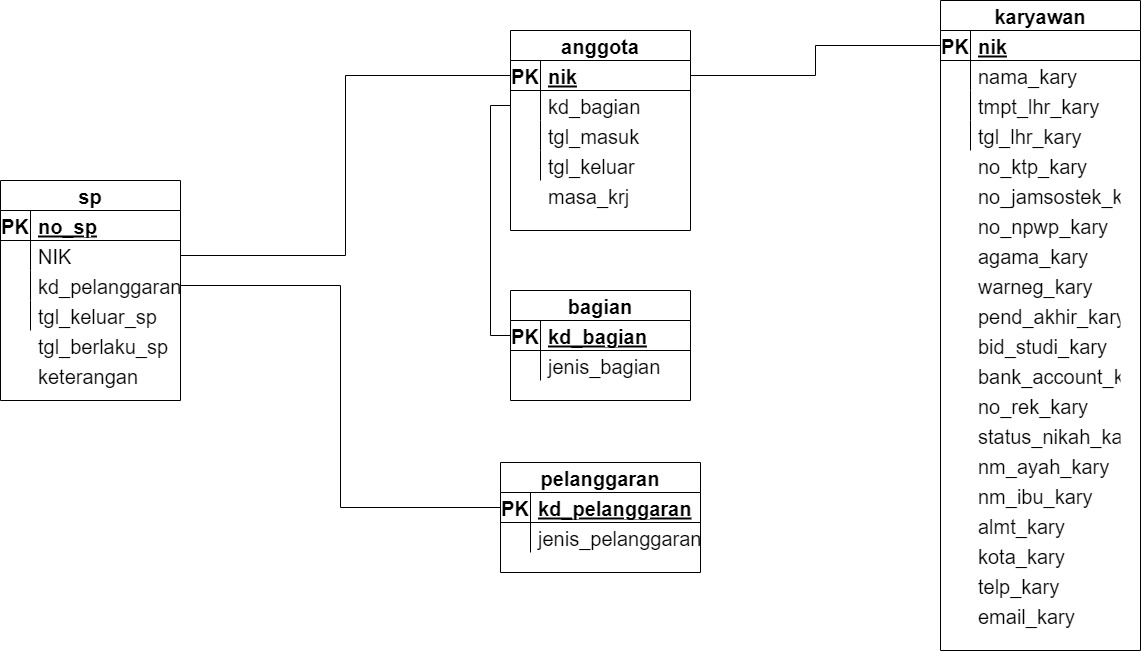 sp
PK no_sp
NIK
kd_pelanggaran
tgl_keluar_sp
tgl_berlaku_sp
keterangan
anggota
PK nik
kd_bagian
tgl_masuk
tgl_keluar
masa_krj
bagian
PK kd_bagian
jenis_bagian
pelanggaran
PK kd_pelanggaran
jenis_pelanggaran
karyawan
PK nik
nama_kary
tmpt_lhr_kary
tgl_lhr_kary
no_ktp_kary
no_jamsostek_k
no_npwp_kary
agama_kary
warneg_kary
pend_akhir_kary
bid_studi_kary
bank_account_k
no_rek_kary
status_nikah_ka
nm_ayah_kary
nm_ibu_kary
almt_kary
kota_kary
telp_kary
email_kary